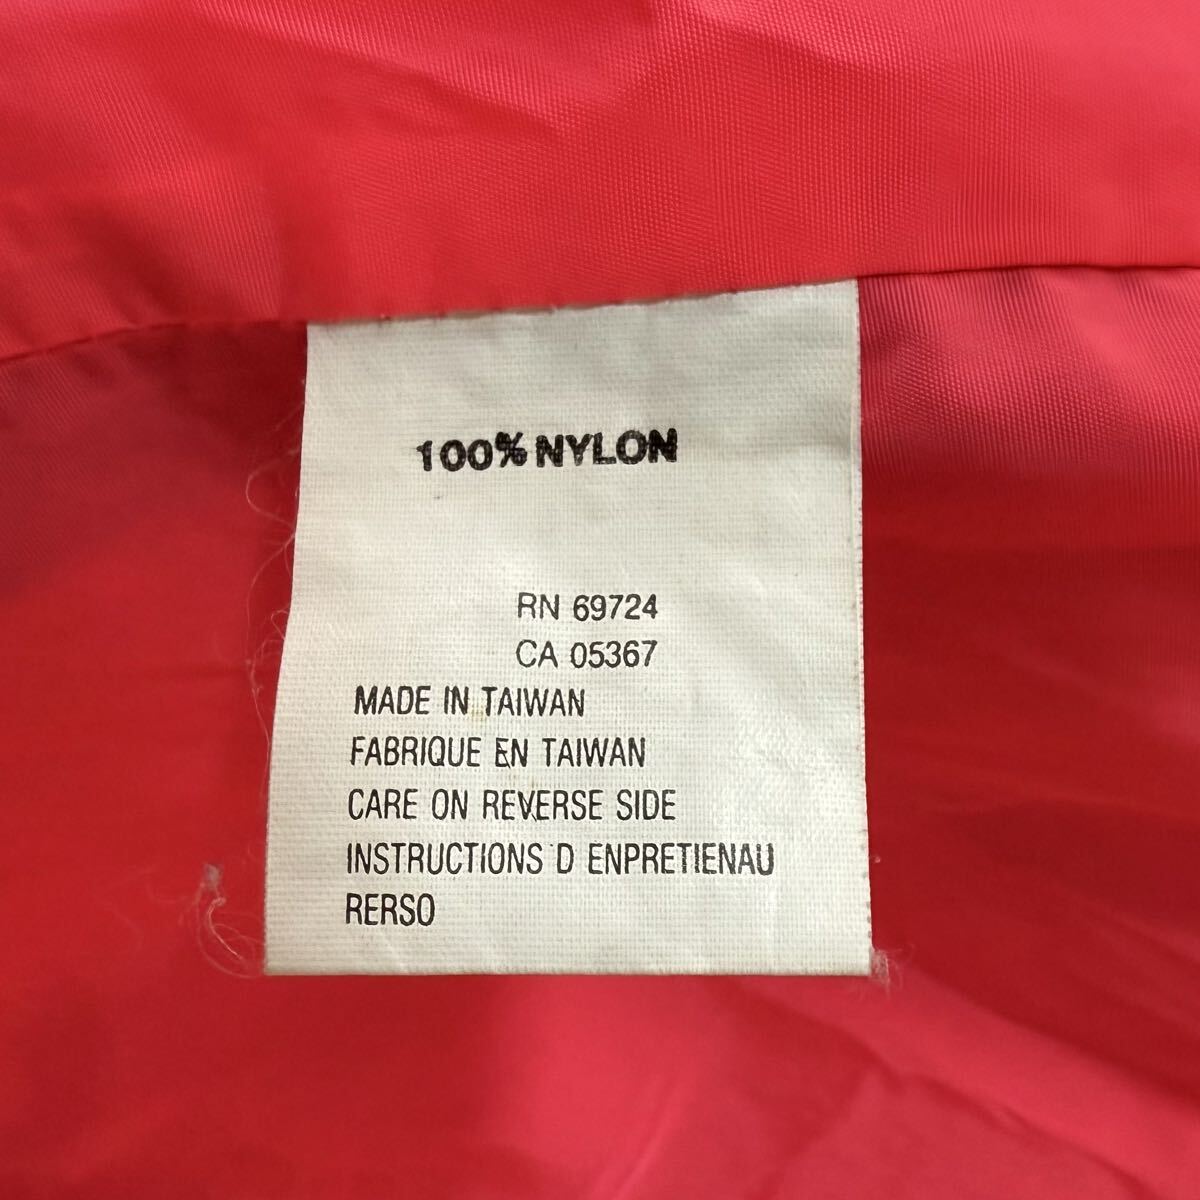 100% NYLON
RN 69724
CA 05367
MADE IN TAIWAN
FABRIQUE EN TAIWAN
CARE ON REVERSE SIDE
INSTRUCTIONS D ENPRETIENAU
RERSO